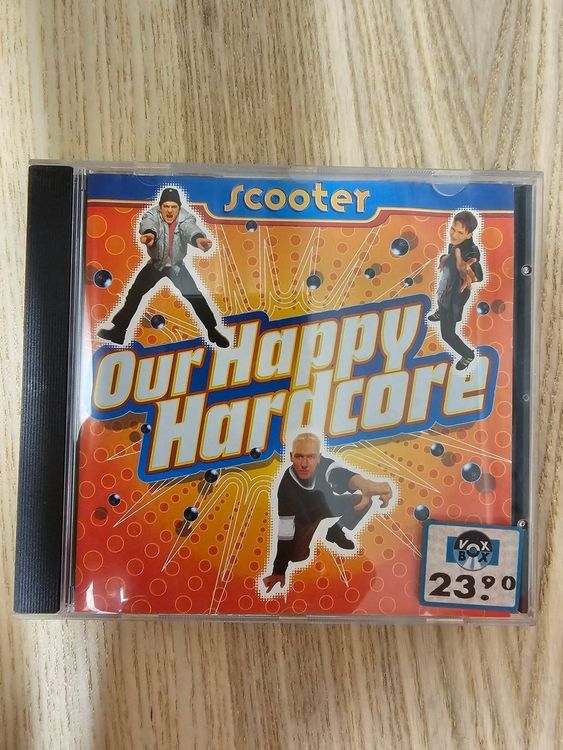 scooter
Our Happy
Hardcore
VOX
BOX
23.90